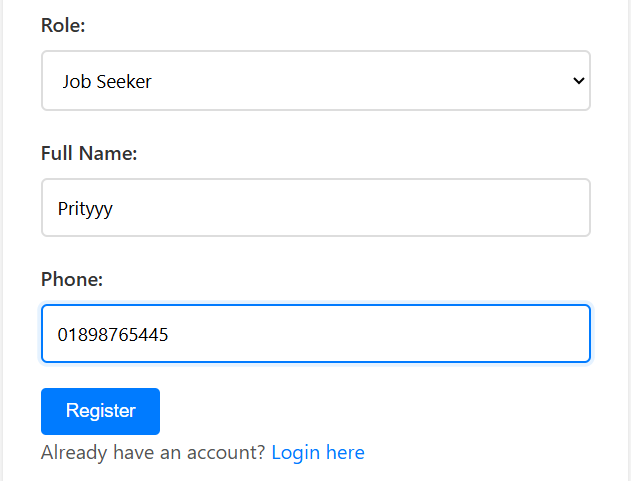 Role:
Job Seeker
Full Name:
Prityyy
Phone:
01898765445
Register
Already have an account? Login here